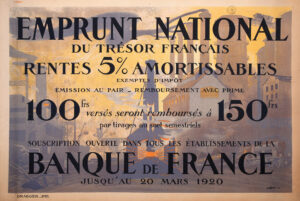 EMPRUNT NATIONAL
DU TRÉSOR FRANÇAIS
RENTES 5% AMORTISSABLES
EXEMPTES D'IMPÔT
ÉMISSION AU PAIR - REMBOURSEMENT AVEC PRIME
100 frs versés seront remboursés à 150 frs
par tirages au sort semestriels
SOUSCRIPTION OUVERTE DANS TOUS LES ÉTABLISSEMENTS DE LA
BANQUE DE FRANCE
JUSQU'AU 20 MARS 1920